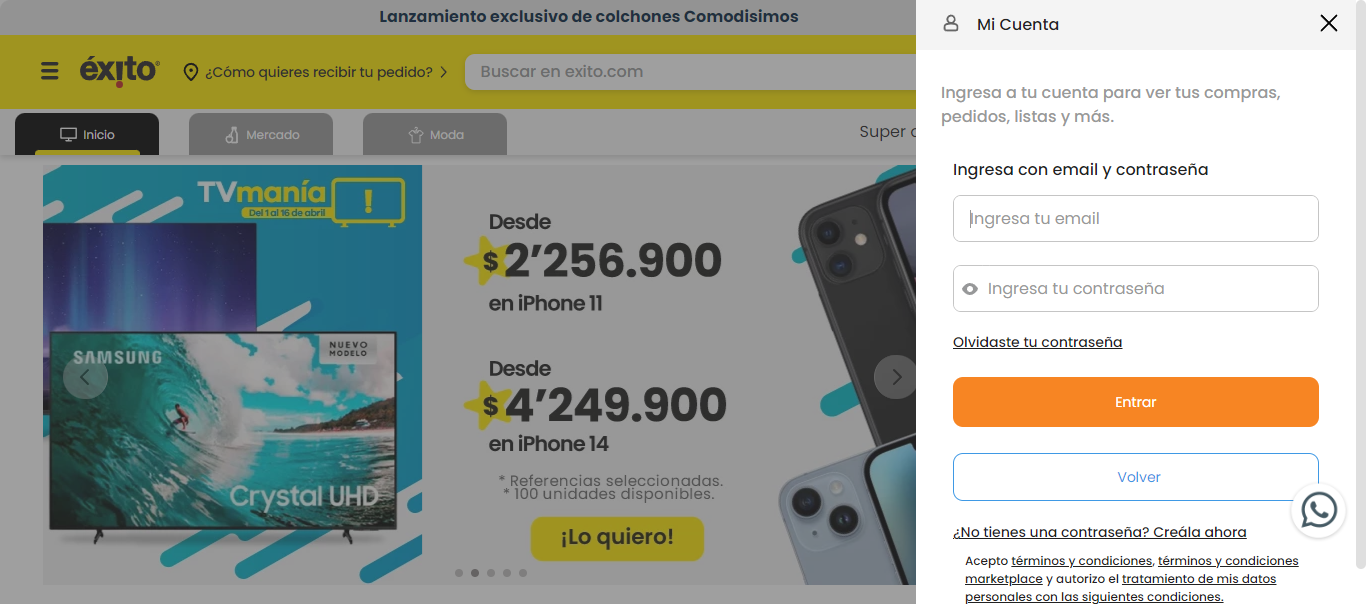 Lanzamiento exclusivo de colchones Comodisimos
éxito
¿Cómo quieres recibir tu pedido?
Buscar en exito.com
Inicio
Mercado
Moda
Super
TVmanía
Del 1 al 16 de abril
SAMSUNG
NUEVO
MODELO
Crystal UHD
Desde
$2’256.900
en iPhone 11
Desde
$4’249.900
en iPhone 14
* Referencias seleccionadas.
* 100 unidades disponibles.
¡Lo quiero!
Mi Cuenta
Ingresa a tu cuenta para ver tus compras,
pedidos, listas y más.
Ingresa con email y contraseña
Ingresa tu email
Ingresa tu contraseña
Olvidaste tu contraseña
Entrar
Volver
¿No tienes una contraseña? Creála ahora
Acepto términos y condiciones, términos y condiciones
marketplace y autorizo el tratamiento de mis datos
personales con las siguientes condiciones.